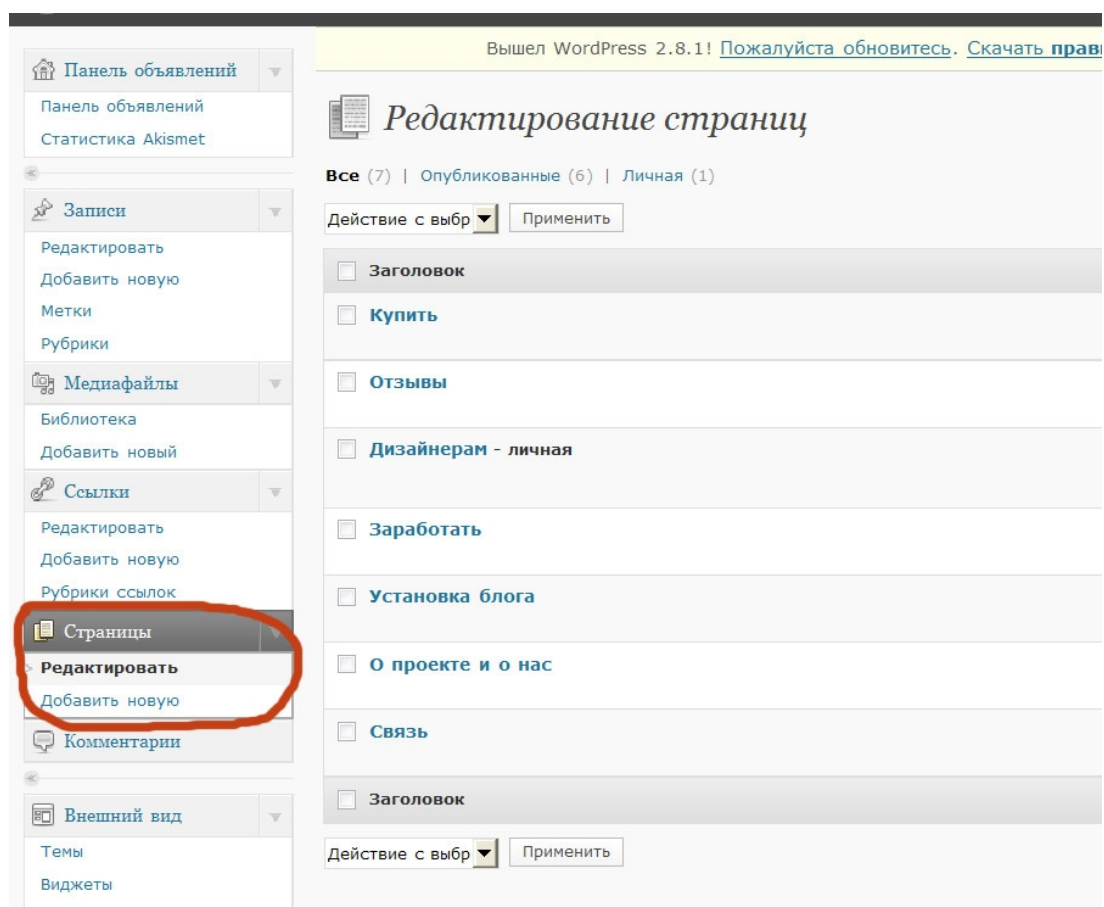 Вышел WordPress 2.8.1! Пожалуйста обновитесь. Скачать
Панель объявлений
Панель объявлений
Статистика Akismet
Записи
Редактировать
Добавить новую
Метки
Рубрики
Медиафайлы
Библиотека
Добавить новый
Ссылки
Редактировать
Добавить новую
Рубрики ссылок
Страницы
Редактировать
Добавить новую
Комментарии
Внешний вид
Темы
Виджеты
Редактирование страниц
Все (7) | Опубликованные (6) | Личная (1)
Действие с выбр Применить
Заголовок
Купить
Отзывы
Дизайнерам - личная
Заработать
Установка блога
О проекте и о нас
Связь
Заголовок
Действие с выбр Применить